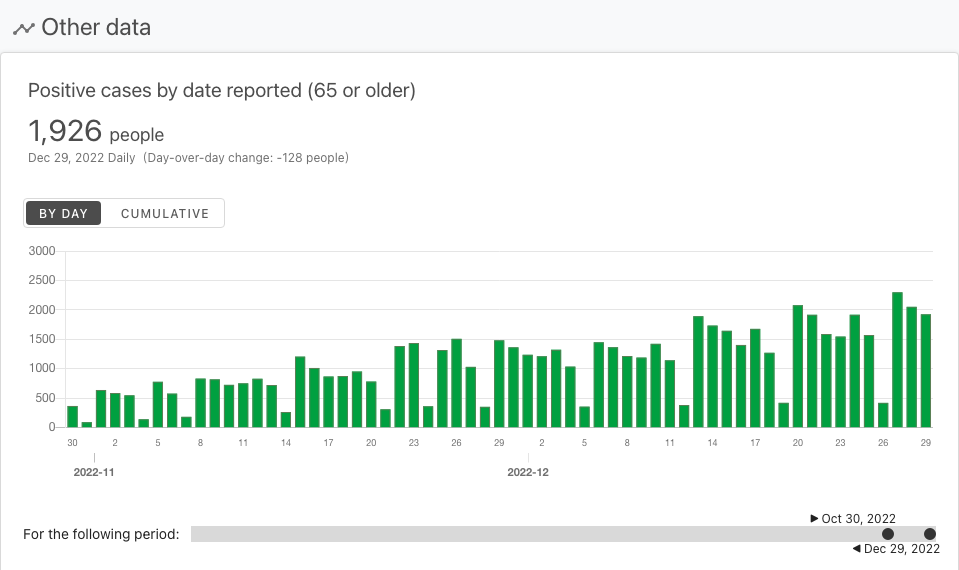 Other data
Positive cases by date reported (65 or older)
1,926 people
Dec 29, 2022 Daily (Day-over-day change: -128 people)
BY DAY CUMULATIVE
3000
2500
2000
1500
1000
500
0
30 2 5 8 11 14 17 20 23 26 29 2 5 8 11 14 17 20 23 26 29
2022-11 2022-12
Oct 30, 2022
For the following period:
Dec 29, 2022